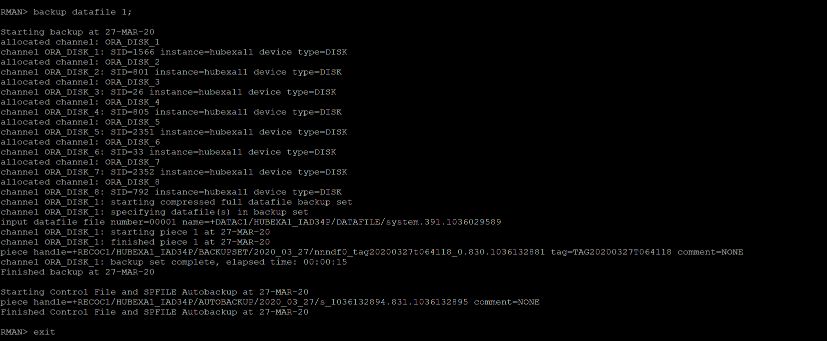 RMAN> backup datafile 1;
Starting backup at 27-MAR-20
allocated channel: ORA_DISK_1
channel ORA_DISK_1: SID=1566 instance=hubexa11 device type=DISK
allocated channel: ORA_DISK_2
channel ORA_DISK_2: SID=801 instance=hubexa11 device type=DISK
allocated channel: ORA_DISK_3
channel ORA_DISK_3: SID=26 instance=hubexa11 device type=DISK
allocated channel: ORA_DISK_4
channel ORA_DISK_4: SID=805 instance=hubexa11 device type=DISK
allocated channel: ORA_DISK_5
channel ORA_DISK_5: SID=2351 instance=hubexa11 device type=DISK
allocated channel: ORA_DISK_6
channel ORA_DISK_6: SID=33 instance=hubexa11 device type=DISK
allocated channel: ORA_DISK_7
channel ORA_DISK_7: SID=2352 instance=hubexa11 device type=DISK
allocated channel: ORA_DISK_8
channel ORA_DISK_8: SID=792 instance=hubexa11 device type=DISK
channel ORA_DISK_1: starting compressed full datafile backup set
channel ORA_DISK_1: specifying datafile(s) in backup set
input datafile file number=00001 name=+DATAC1/HUBEXA1_IAD34P/DATAFILE/system.391.1036029589
channel ORA_DISK_1: starting piece 1 at 27-MAR-20
channel ORA_DISK_1: finished piece 1 at 27-MAR-20
piece handle=+RECOC1/HUBEXA1_IAD34P/BACKUPSET/2020_03_27/nnndf0_tag20200327t064118_0.830.1036132881 tag=TAG20200327T064118 comment=NONE
channel ORA_DISK_1: backup set complete, elapsed time: 00:00:15
Finished backup at 27-MAR-20
Starting Control File and SPFILE Autobackup at 27-MAR-20
piece handle=+RECOC1/HUBEXA1_IAD34P/AUTOBACKUP/2020_03_27/s_1036132894.831.1036132895 comment=NONE
Finished Control File and SPFILE Autobackup at 27-MAR-20
RMAN> exit